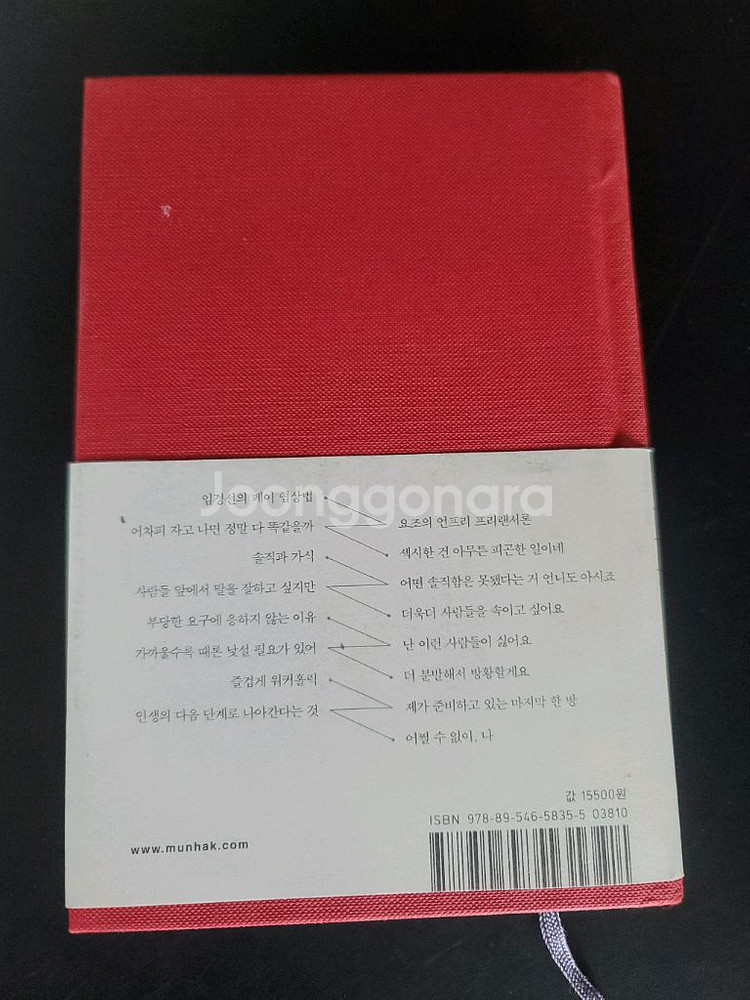 임경선의 페이 인상법
Joonggonara
어차피 자고 나면 정말 다 똑같을까
요조의 언프리 프리랜서론
섹시한 건 아무튼 피곤한 일이네
솔직과 가식
어떤 솔직함은 못됐다는 거 언니도 아시죠
사람들 앞에서 말을 잘하고 싶지만
더욱더 사람들을 속이고 싶어요
부당한 요구에 응하지 않는 이유
난 이런 사람들이 싫어요
가까울수록 때론 낯설 필요가 있어
더 분발해서 방황할게요
즐겁게 워커홀릭
제가 준비하고 있는 마지막 한 방
인생의 다음 단계로 나아간다는 것
어쩔 수 없이, 나
값 15500원
ISBN 978-89-546-5835-5 03810
www.munhak.com